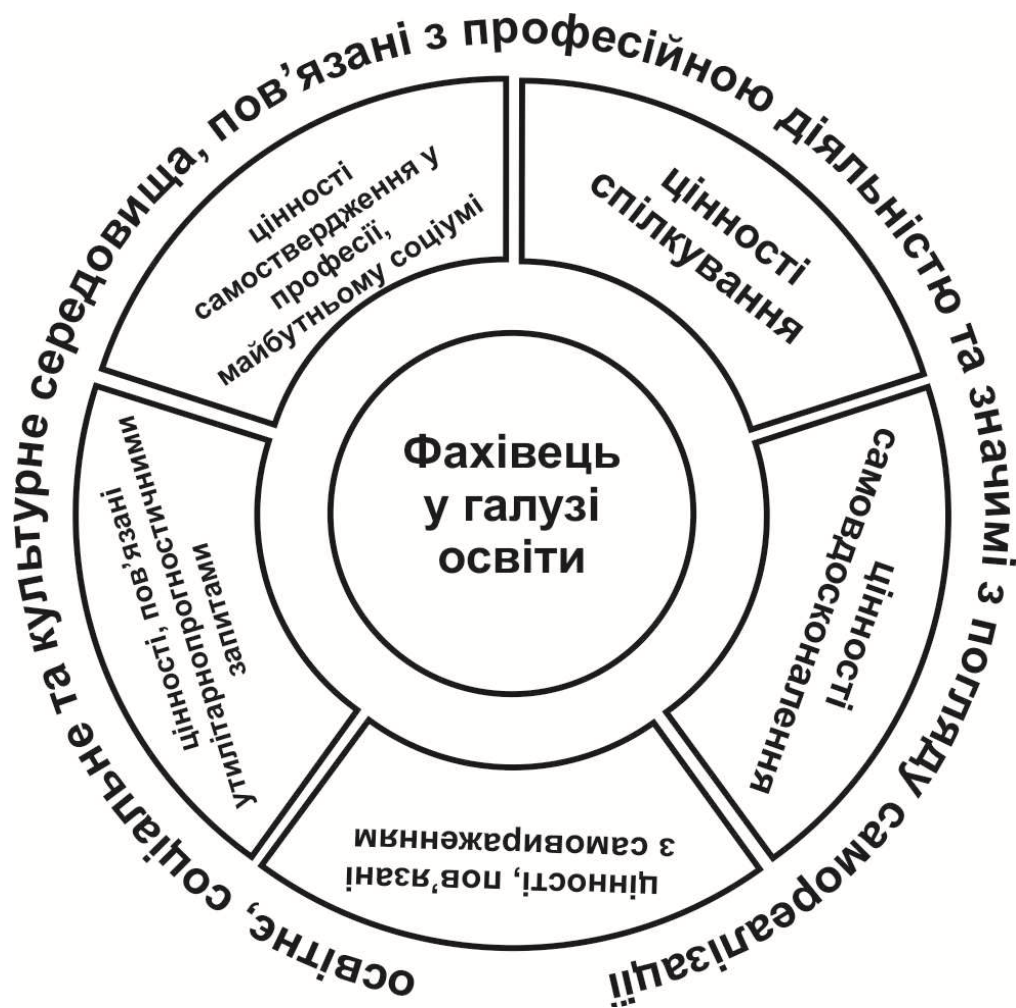 освітнє, соціальне та культурне середовища, пов’язані з професійною діяльністю та значимі з погляду самореалізації
цінності
самоствердження у
професії,
майбутньому соціумі
цінності
спілкування
цінності
самовдосконалення
цінності, пов’язані
з самовираженням
цінності, пов’язані
утилітарнопрогностичними
запитами
Фахівець
у галузі
освіти